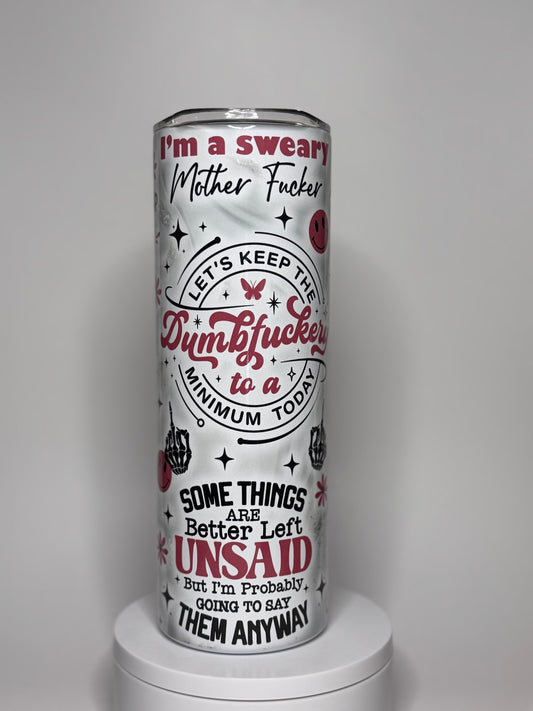 I'm a sweary
Mother Fucker
LET'S KEEP THE
Dumbfuckery
to a
MINIMUM TODAY
SOME THINGS
ARE
Better Left
UNSAID
But I'm Probably
GOING TO SAY
THEM ANYWAY